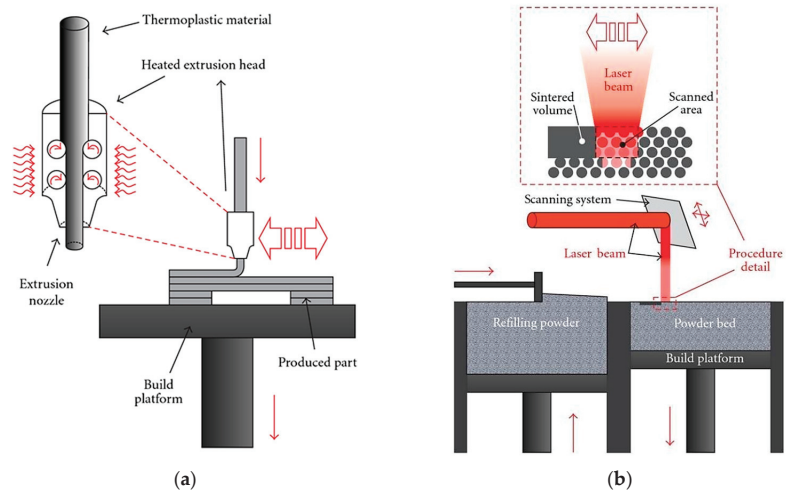 Thermoplastic material
Heated extrusion head
Extrusion
nozzle
Build
platform
Produced part
(a)
Laser
beam
Sintered
volume
Scanned
area
Scanning system
Laser beam
Procedure
detail
Refilling powder
Powder bed
Build platform
(b)